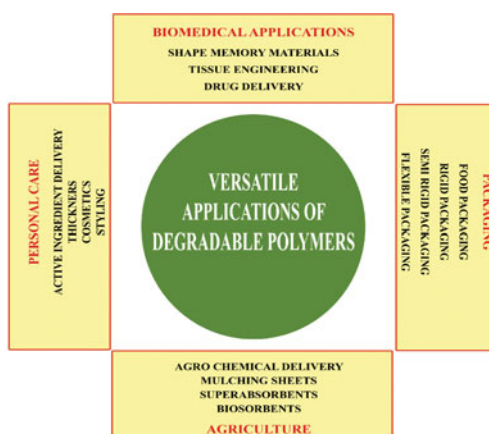 BIOMEDICAL APPLICATIONS
SHAPE MEMORY MATERIALS
TISSUE ENGINEERING
DRUG DELIVERY
PERSONAL CARE
ACTIVE INGREDIENT DELIVERY
THICKNERS
COSMETICS
STYLING
VERSATILE
APPLICATIONS OF
DEGRADABLE POLYMERS
PACKAGING
FOOD PACKAGING
RIGID PACKAGING
SEMI RIGID PACKAGING
FLEXIBLE PACKAGING
AGRO CHEMICAL DELIVERY
MULCHING SHEETS
SUPERABSORBENTS
BIOSORBENTS
AGRICULTURE